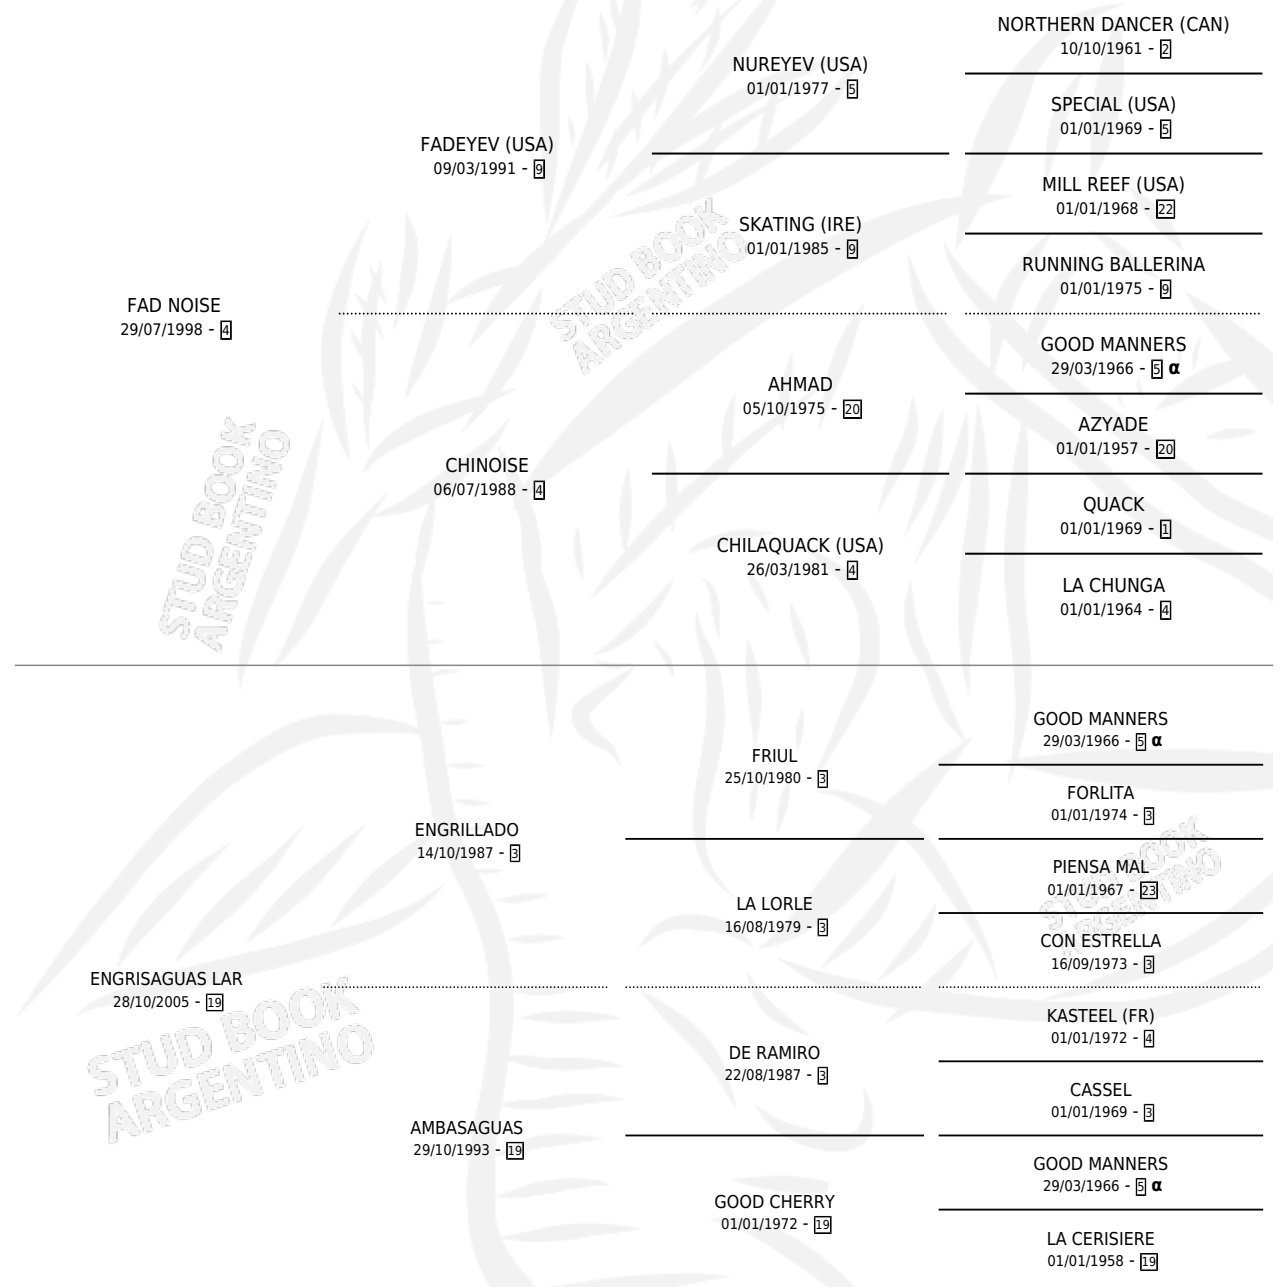 NORTHERN DANCER (CAN)
10/10/1961 - 2
NUREYEV (USA)
01/01/1977 - 5
SPECIAL (USA)
01/01/1969 - 5
FADEYEV (USA)
09/03/1991 - 9
MILL REEF (USA)
01/01/1968 - 22
SKATING (IRE)
01/01/1985 - 9
RUNNING BALLERINA
01/01/1975 - 9
FAD NOISE
29/07/1998 - 4
GOOD MANNERS
29/03/1966 - 5 α
AHMAD
05/10/1975 - 20
AZYADE
01/01/1957 - 20
CHINOISE
06/07/1988 - 4
QUACK
01/01/1969 - 1
CHILAQUACK (USA)
26/03/1981 - 4
LA CHUNGA
01/01/1964 - 4
GOOD MANNERS
29/03/1966 - 5 α
FRIUL
25/10/1980 - 3
FORLITA
01/01/1974 - 3
ENGRILLADO
14/10/1987 - 3
PIENSA MAL
01/01/1967 - 23
LA LORLE
16/08/1979 - 3
CON ESTRELLA
16/09/1973 - 3
ENGRISAGUAS LAR
28/10/2005 - 19
KASTEEL (FR)
01/01/1972 - 4
DE RAMIRO
22/08/1987 - 3
CASSEL
01/01/1969 - 3
AMBASAGUAS
29/10/1993 - 19
GOOD MANNERS
29/03/1966 - 5 α
GOOD CHERRY
01/01/1972 - 19
LA CERISIERE
01/01/1958 - 19
STUD BOOK
ARGENTINO
STUD BOOK
ARGENTINO
STUD BOOK
ARGENTINO
STUD BOOK
ARGENTINO